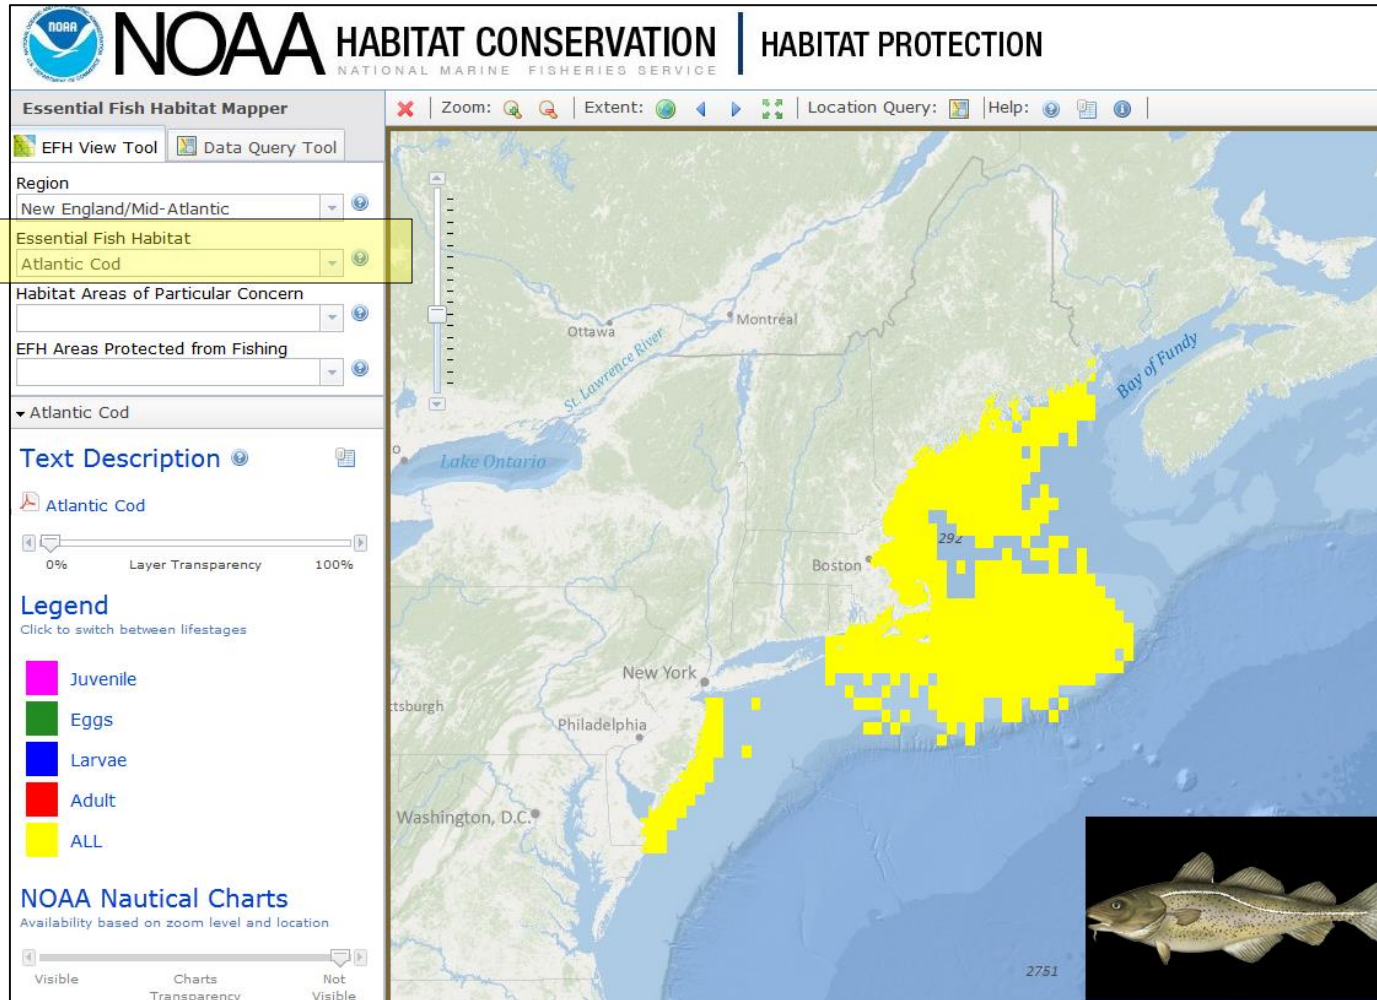 NOAA
NOAA HABITAT CONSERVATION | HABITAT PROTECTION
NATIONAL MARINE FISHERIES SERVICE
Essential Fish Habitat Mapper
Zoom: Extent: Location Query: Help:
EFH View Tool Data Query Tool
Region
New England/Mid-Atlantic
Essential Fish Habitat
Atlantic Cod
Habitat Areas of Particular Concern
EFH Areas Protected from Fishing
Atlantic Cod
Text Description
Atlantic Cod
0% Layer Transparency 100%
Legend
Click to switch between lifestages
Juvenile
Eggs
Larvae
Adult
ALL
NOAA Nautical Charts
Availability based on zoom level and location
Visible Charts Not
Transparency Visible
Ottawa
Montréal
St. Lawrence River
Bay of Fundy
Lake Ontario
292
Boston
New York
tsburgh
Philadelphia
Washington, D.C.
2751